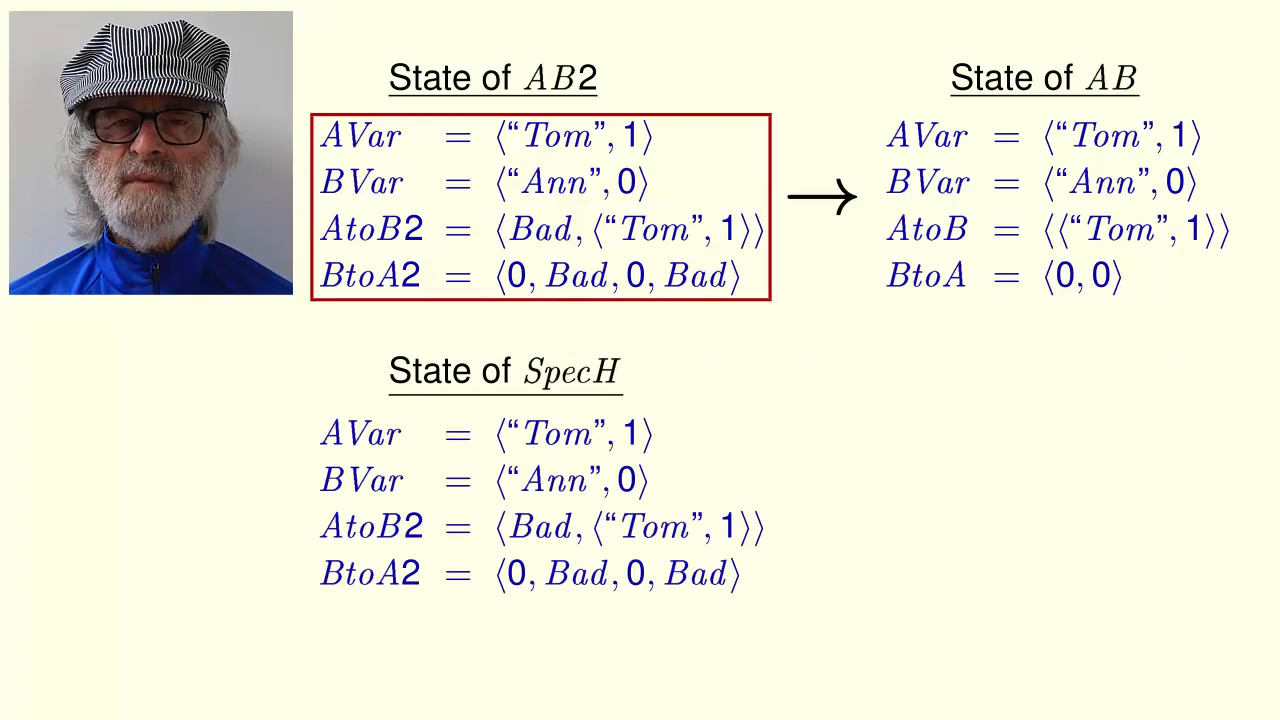 State of AB2
AVar = ⟨“Tom”, 1⟩
BVar = ⟨“Ann”, 0⟩
AtoB2 = ⟨Bad, ⟨“Tom”, 1⟩⟩
BtoA2 = ⟨0, Bad, 0, Bad⟩
→
State of AB
AVar = ⟨“Tom”, 1⟩
BVar = ⟨“Ann”, 0⟩
AtoB = ⟨⟨“Tom”, 1⟩⟩
BtoA = ⟨0, 0⟩
State of SpecH
AVar = ⟨“Tom”, 1⟩
BVar = ⟨“Ann”, 0⟩
AtoB2 = ⟨Bad, ⟨“Tom”, 1⟩⟩
BtoA2 = ⟨0, Bad, 0, Bad⟩